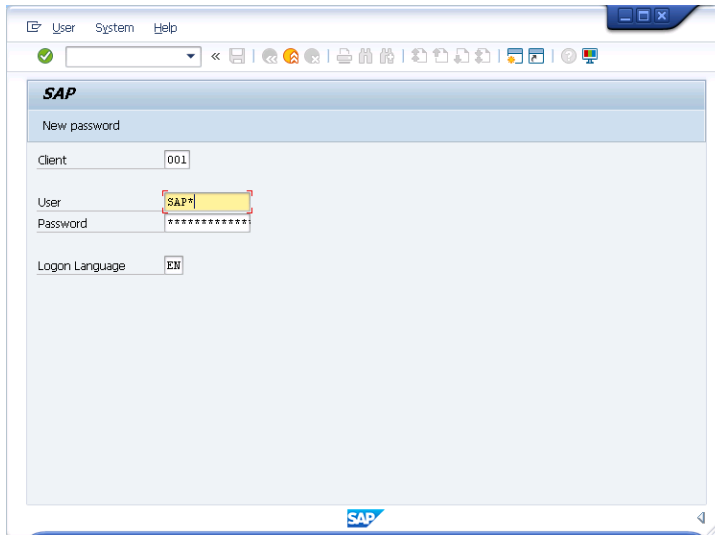 User System Help
SAP
New password
Client 001
User SAP*
Password ************
Logon Language EN
SAP